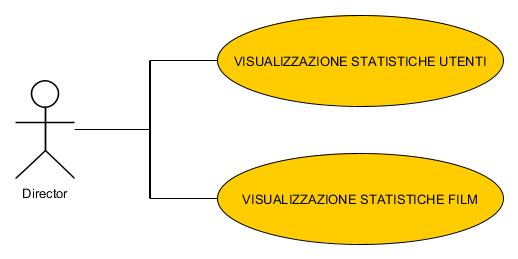 VISUALIZZAZIONE STATISTICHE UTENTI
Director
VISUALIZZAZIONE STATISTICHE FILM